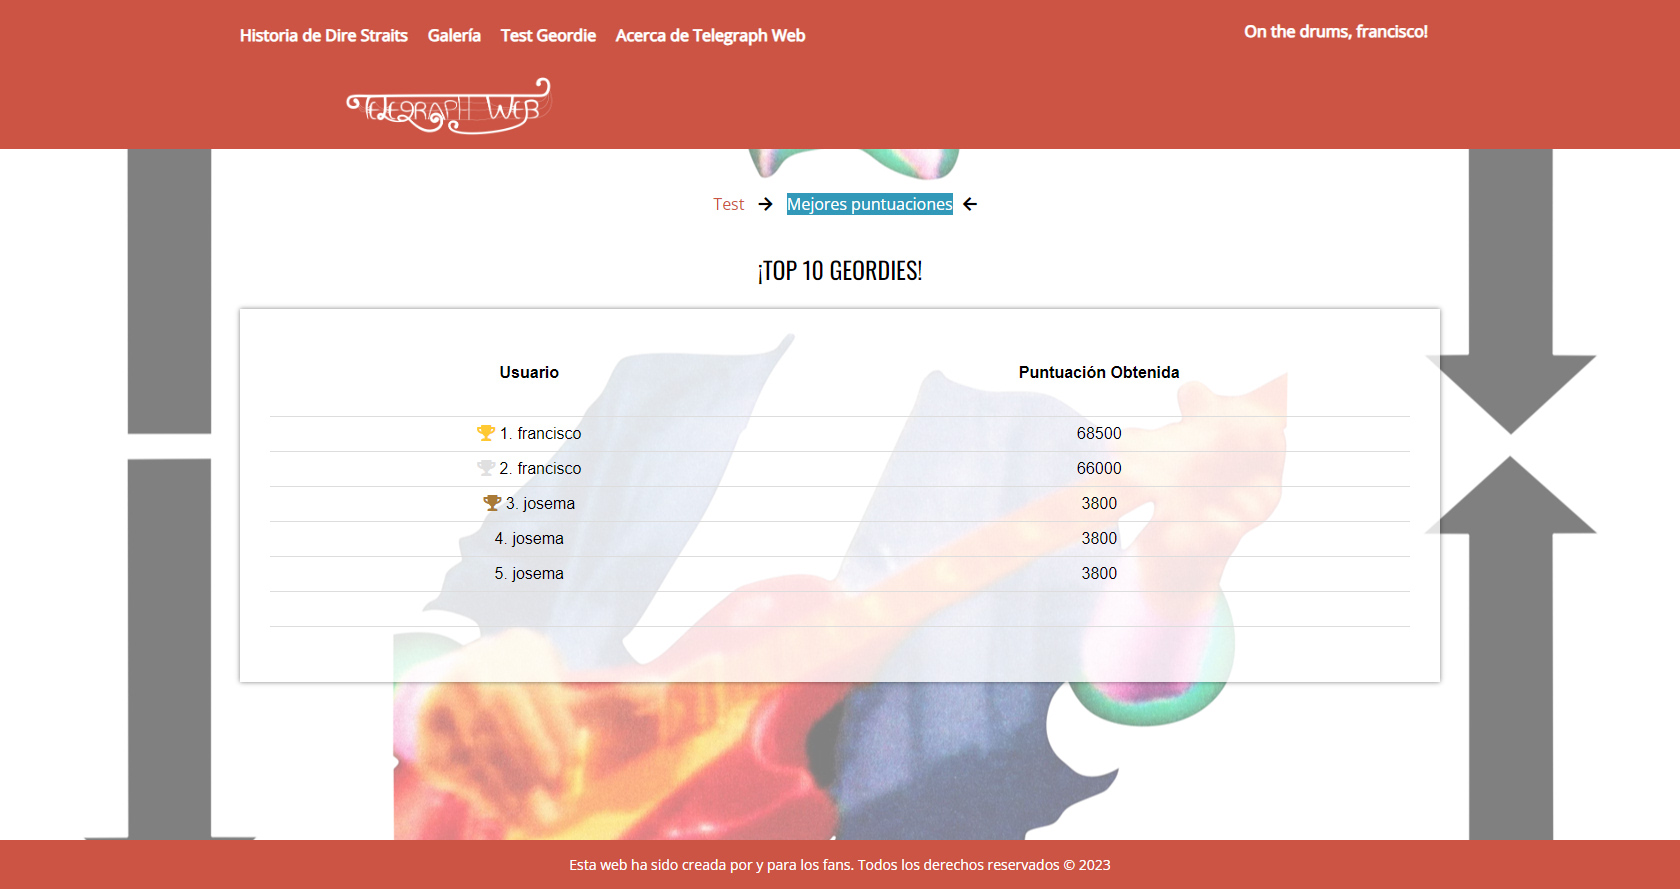 Historia de Dire Straits Galería Test Geordie Acerca de Telegraph Web
On the drums, francisco!
TELEGRAPH WEB
Test → Mejores puntuaciones ←
¡TOP 10 GEORDIES!
Usuario Puntuación Obtenida
1. francisco 68500
2. francisco 66000
3. josema 3800
4. josema 3800
5. josema 3800
Esta web ha sido creada por y para los fans. Todos los derechos reservados © 2023